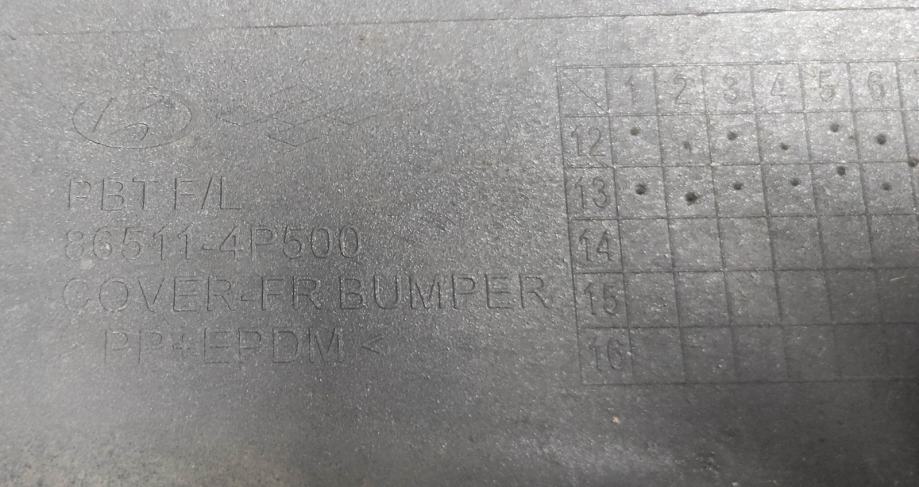 PBT F/L
86511-4P500
COVER-FR BUMPER
> PP+EPDM <
1 2 3 4 5 6
12
13
14
15
16